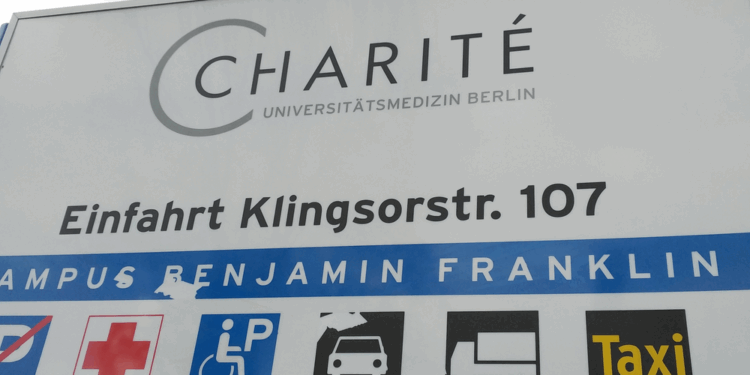 CHARITÉ
UNIVERSITÄTSMEDIZIN BERLIN
Einfahrt Klingsorstr. 107
AMPUS BENJAMIN FRANKLIN
P P Taxi